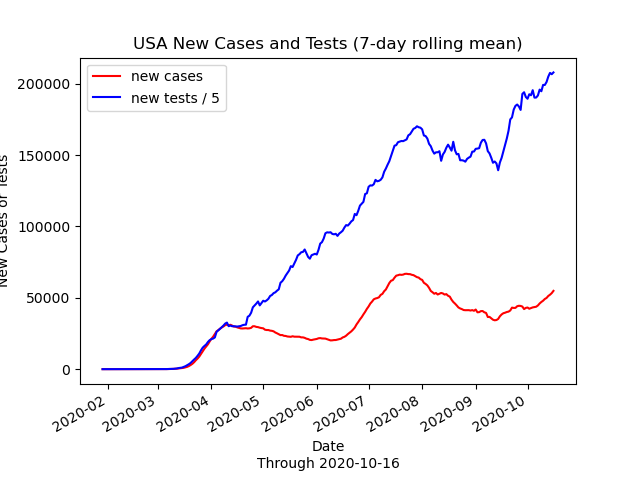 USA New Cases and Tests (7-day rolling mean)
new cases
new tests / 5
200000
150000
100000
50000
0
New Cases or Tests
2020-02
2020-03
2020-04
2020-05
2020-06
2020-07
2020-08
2020-09
2020-10
Date
Through 2020-10-16